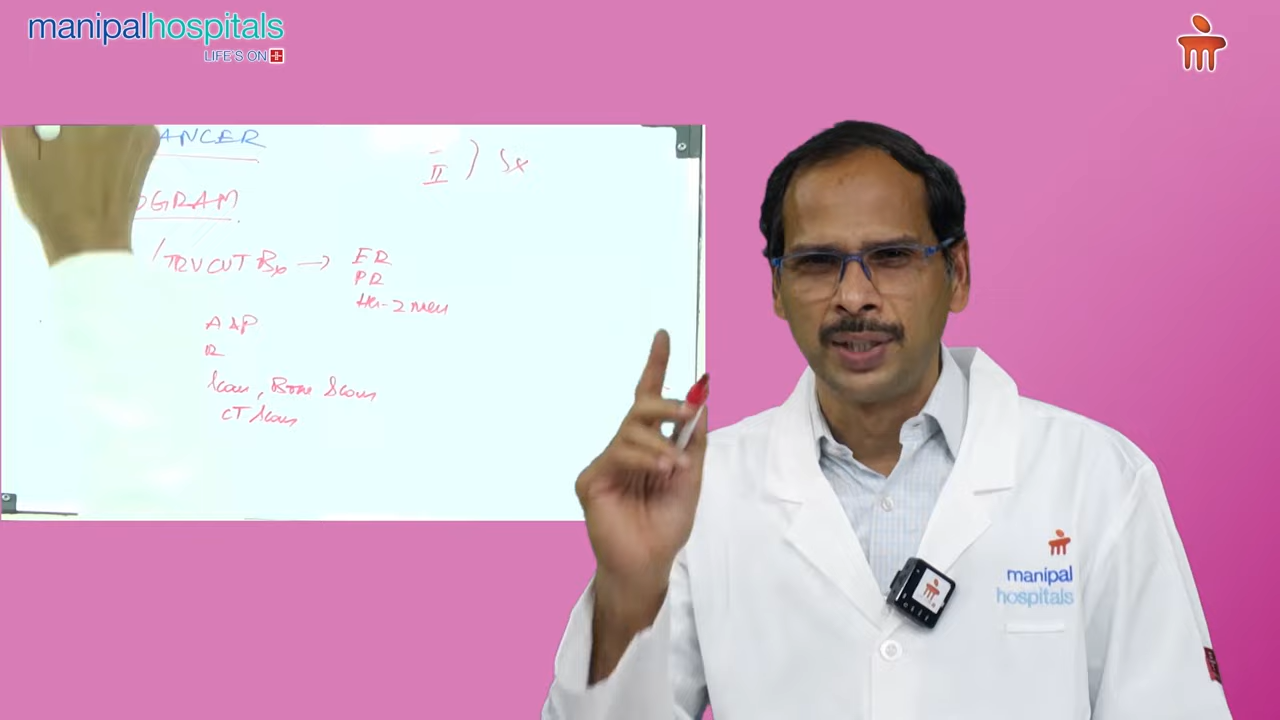 manipalhospitals
LIFE'S ON
ANCER
OGRAM
/TRUCUT Bx → ER
PR
Her-2 neu
II ) Sx
A &P
Scan, Bone Scan
CT Scan
manipal
hospitals